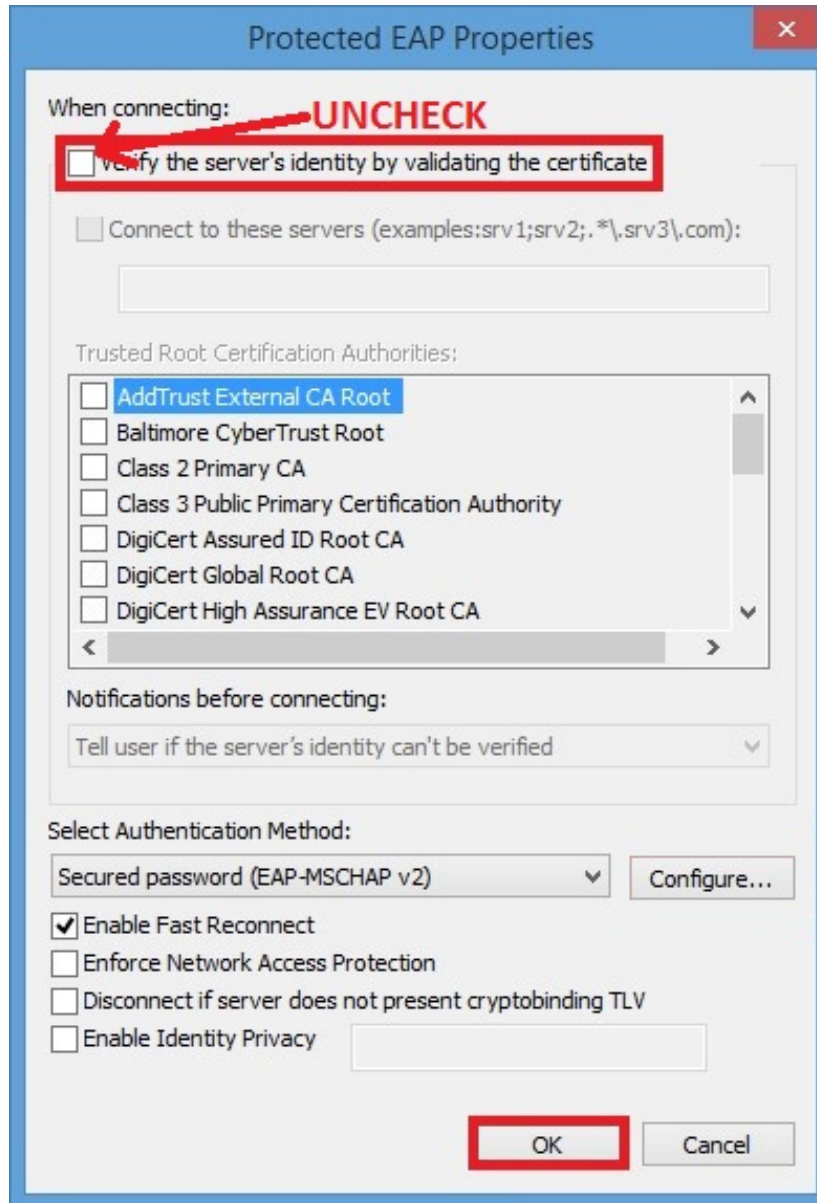 Protected EAP Properties
When connecting:
UNCHECK
Verify the server's identity by validating the certificate
Connect to these servers (examples:srv1;srv2;.*\.srv3\.com):
Trusted Root Certification Authorities:
AddTrust External CA Root
Baltimore CyberTrust Root
Class 2 Primary CA
Class 3 Public Primary Certification Authority
DigiCert Assured ID Root CA
DigiCert Global Root CA
DigiCert High Assurance EV Root CA
Notifications before connecting:
Tell user if the server's identity can't be verified
Select Authentication Method:
Secured password (EAP-MSCHAP v2)
Configure...
Enable Fast Reconnect
Enforce Network Access Protection
Disconnect if server does not present cryptobinding TLV
Enable Identity Privacy
OK
Cancel